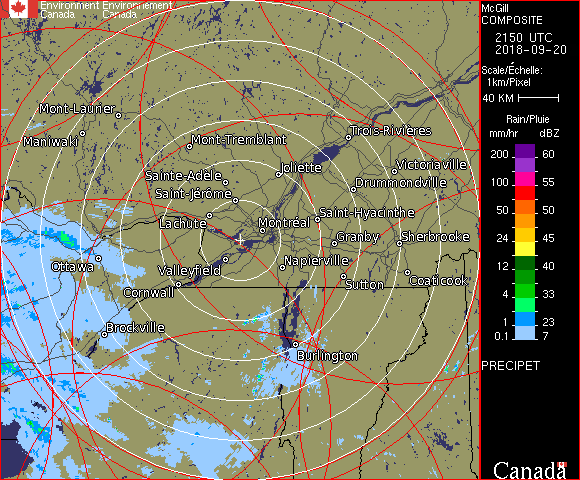 Environment Environnement
Canada Canada
McGill
COMPOSITE
2150 UTC
2018-09-20
Scale/Échelle:
1km/Pixel
40 KM
Rain/Pluie
mm/hr dBZ
200 60
100 55
50 50
24 45
12 40
4 33
1 23
0.1 7
PRECIPET
Mont-Laurier
Maniwaki
Mont-Tremblant
Trois-Rivières
Sainte-Adèle
Joliette
Victoriaville
Saint-Jérôme
Drummondville
Lachute
Montréal
Saint-Hyacinthe
Granby
Sherbrooke
Ottawa
Valleyfield
Napierville
Cornwall
Sutton
Coaticook
Brockville
Burlington
Canada